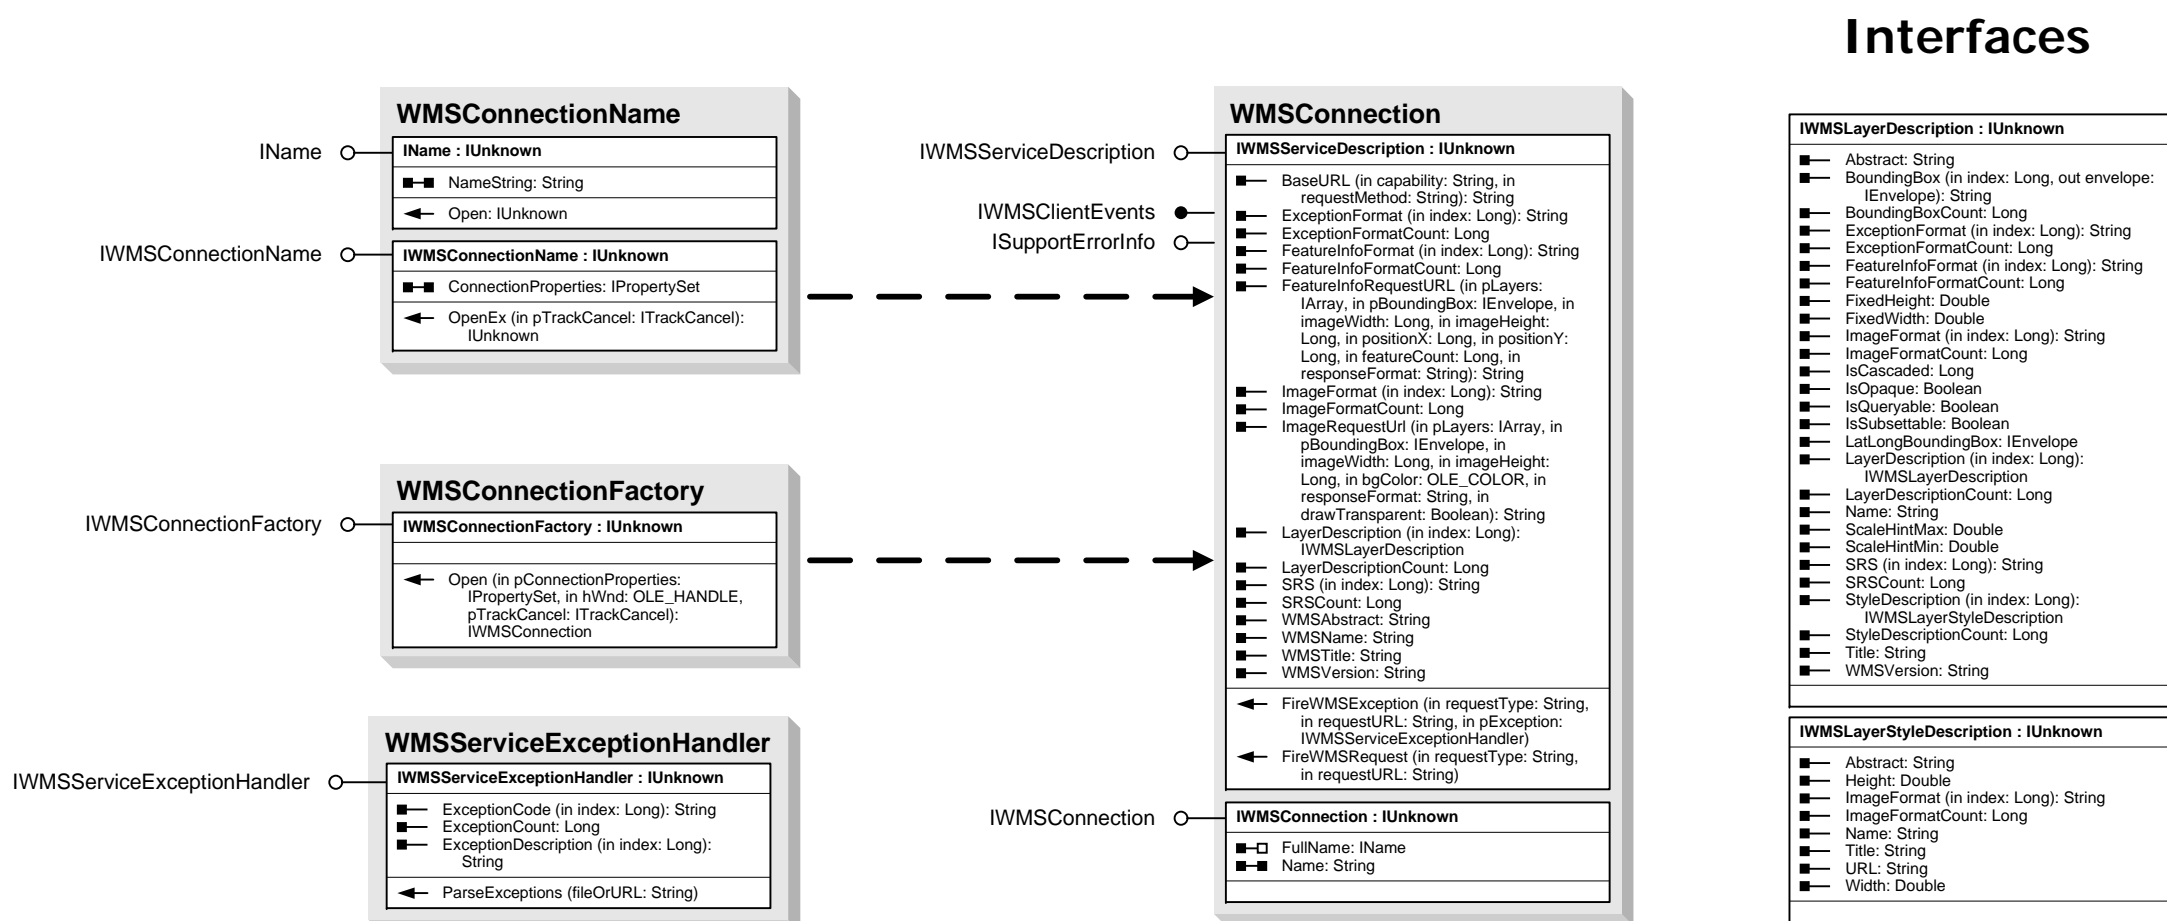 Interfaces
WMSConnectionName
IName
IName : IUnknown
NameString: String
Open: IUnknown
IWMSConnectionName
IWMSConnectionName : IUnknown
ConnectionProperties: IPropertySet
OpenEx (in pTrackCancel: ITrackCancel):
IUnknown
WMSConnectionFactory
IWMSConnectionFactory
IWMSConnectionFactory : IUnknown
Open (in pConnectionProperties:
IPropertySet, in hWnd: OLE_HANDLE,
pTrackCancel: ITrackCancel):
IWMSConnection
WMSServiceExceptionHandler
IWMSServiceExceptionHandler
IWMSServiceExceptionHandler : IUnknown
ExceptionCode (in index: Long): String
ExceptionCount: Long
ExceptionDescription (in index: Long):
String
ParseExceptions (fileOrURL: String)
WMSConnection
IWMSServiceDescription
IWMSClientEvents
ISupportErrorInfo
IWMSServiceDescription : IUnknown
BaseURL (in capability: String, in
requestMethod: String): String
ExceptionFormat (in index: Long): String
ExceptionFormatCount: Long
FeatureInfoFormat (in index: Long): String
FeatureInfoFormatCount: Long
FeatureInfoRequestURL (in pLayers:
IArray, in pBoundingBox: IEnvelope, in
imageWidth: Long, in imageHeight:
Long, in positionX: Long, in positionY:
Long, in featureCount: Long, in
responseFormat: String): String
ImageFormat (in index: Long): String
ImageFormatCount: Long
ImageRequestUrl (in pLayers: IArray, in
pBoundingBox: IEnvelope, in
imageWidth: Long, in imageHeight:
Long, in bgColor: OLE_COLOR, in
responseFormat: String, in
drawTransparent: Boolean): String
LayerDescription (in index: Long):
IWMSLayerDescription
LayerDescriptionCount: Long
SRS (in index: Long): String
SRSCount: Long
WMSAbstract: String
WMSName: String
WMSTitle: String
WMSVersion: String
FireWMSException (in requestType: String,
in requestURL: String, in pException:
IWMSServiceExceptionHandler)
FireWMSRequest (in requestType: String,
in requestURL: String)
IWMSConnection
IWMSConnection : IUnknown
FullName: IName
Name: String
IWMSLayerDescription : IUnknown
Abstract: String
BoundingBox (in index: Long, out envelope:
IEnvelope): String
BoundingBoxCount: Long
ExceptionFormat (in index: Long): String
ExceptionFormatCount: Long
FeatureInfoFormat (in index: Long): String
FeatureInfoFormatCount: Long
FixedHeight: Double
FixedWidth: Double
ImageFormat (in index: Long): String
ImageFormatCount: Long
IsCascaded: Long
IsOpaque: Boolean
IsQueryable: Boolean
IsSubsettable: Boolean
LatLongBoundingBox: IEnvelope
LayerDescription (in index: Long):
IWMSLayerDescription
LayerDescriptionCount: Long
Name: String
ScaleHintMax: Double
ScaleHintMin: Double
SRS (in index: Long): String
SRSCount: Long
StyleDescription (in index: Long):
IWMSLayerStyleDescription
StyleDescriptionCount: Long
Title: String
WMSVersion: String
IWMSLayerStyleDescription : IUnknown
Abstract: String
Height: Double
ImageFormat (in index: Long): String
ImageFormatCount: Long
Name: String
Title: String
URL: String
Width: Double